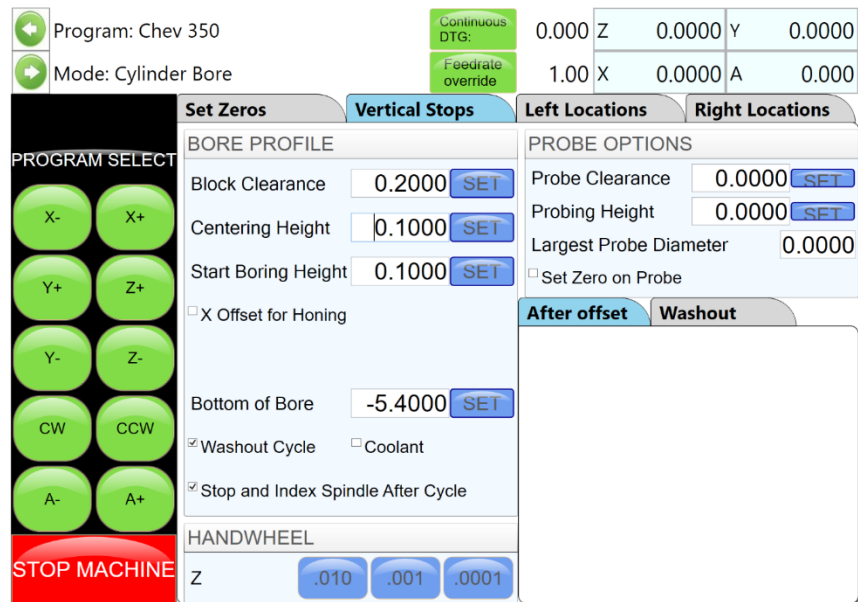 Program: Chev 350
Continuous DTG:
0.000 Z 0.0000 Y 0.0000
Mode: Cylinder Bore
Feedrate override
1.00 X 0.0000 A 0.000
Set Zeros Vertical Stops Left Locations Right Locations
PROGRAM SELECT
X- X+
Y+ Z+
Y- Z-
CW CCW
A- A+
STOP MACHINE
BORE PROFILE
Block Clearance 0.2000 SET
Centering Height 0.1000 SET
Start Boring Height 0.1000 SET
X Offset for Honing
Bottom of Bore -5.4000 SET
Washout Cycle Coolant
Stop and Index Spindle After Cycle
HANDWHEEL
Z .010 .001 .0001
PROBE OPTIONS
Probe Clearance 0.0000 SET
Probing Height 0.0000 SET
Largest Probe Diameter 0.0000
Set Zero on Probe
After offset Washout